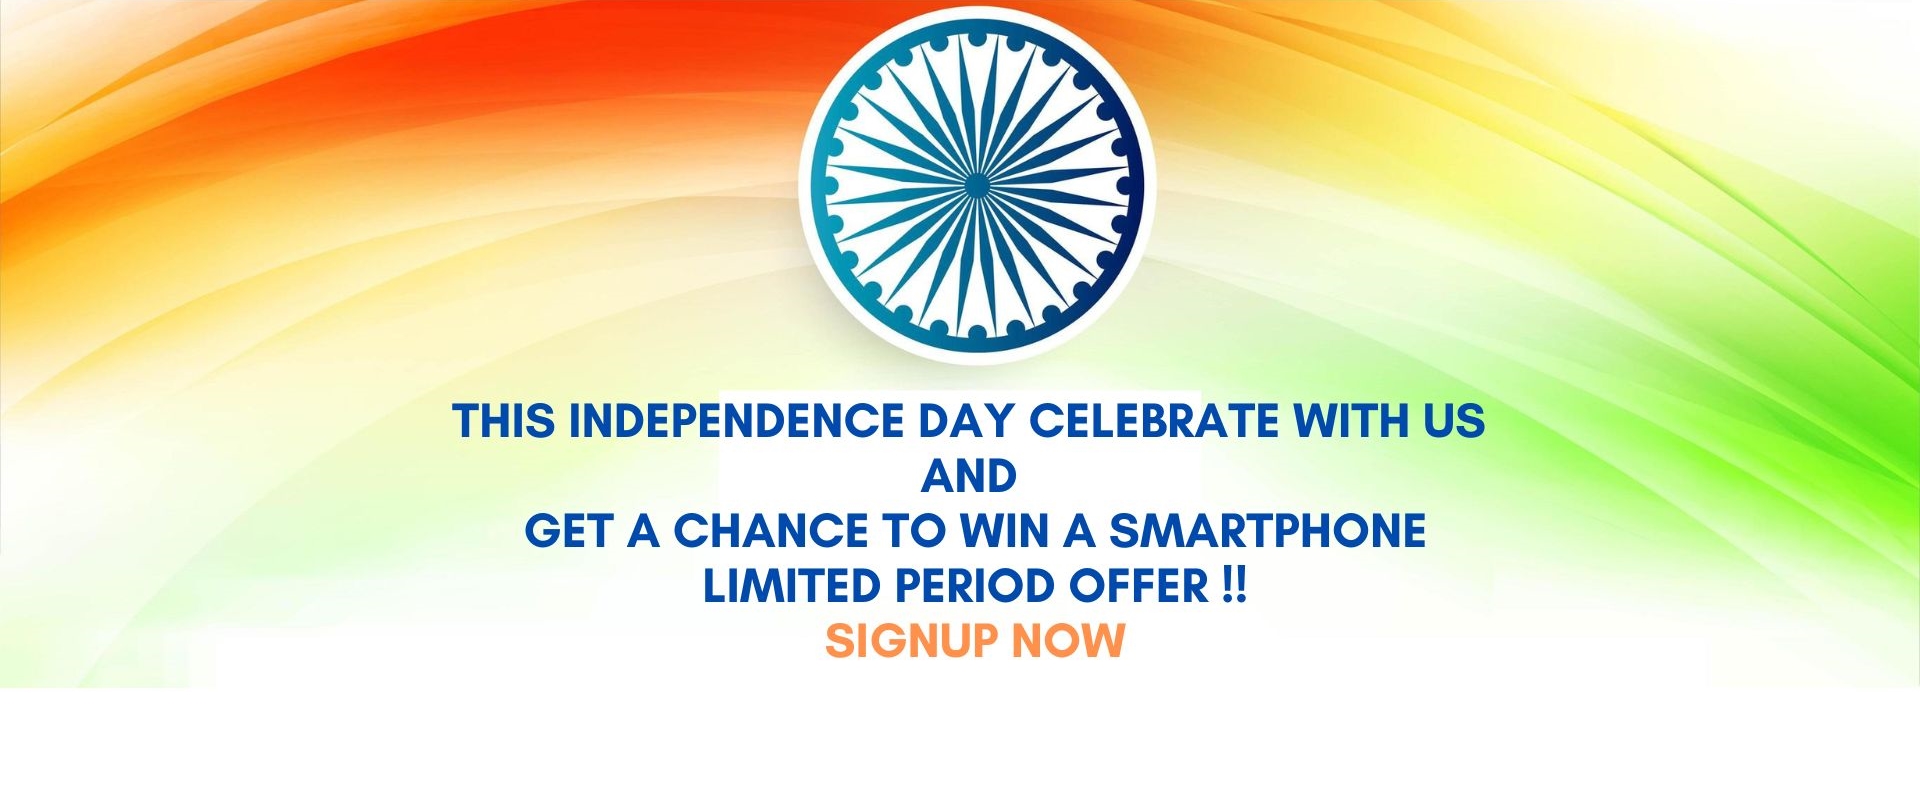 THIS INDEPENDENCE DAY CELEBRATE WITH US
AND
GET A CHANCE TO WIN A SMARTPHONE
LIMITED PERIOD OFFER !!
SIGNUP NOW